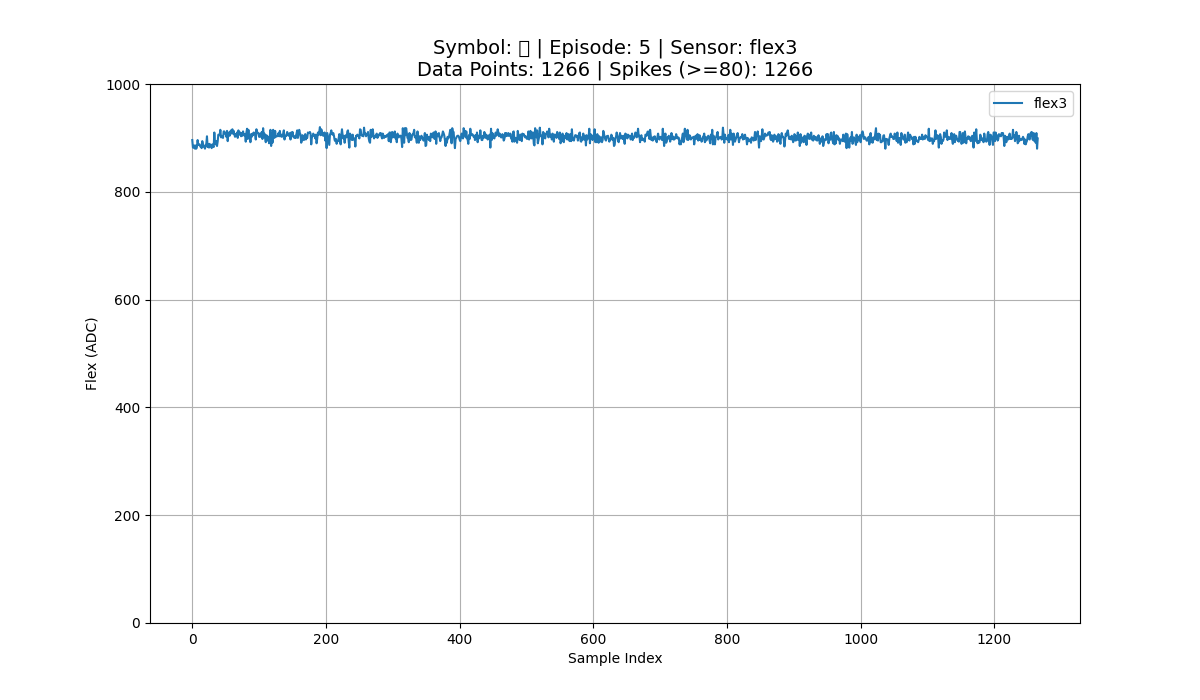 Symbol: | Episode: 5 | Sensor: flex3
Data Points: 1266 | Spikes (>=80): 1266
flex3
1000
800
600
400
200
0
Flex (ADC)
0 200 400 600 800 1000 1200
Sample Index